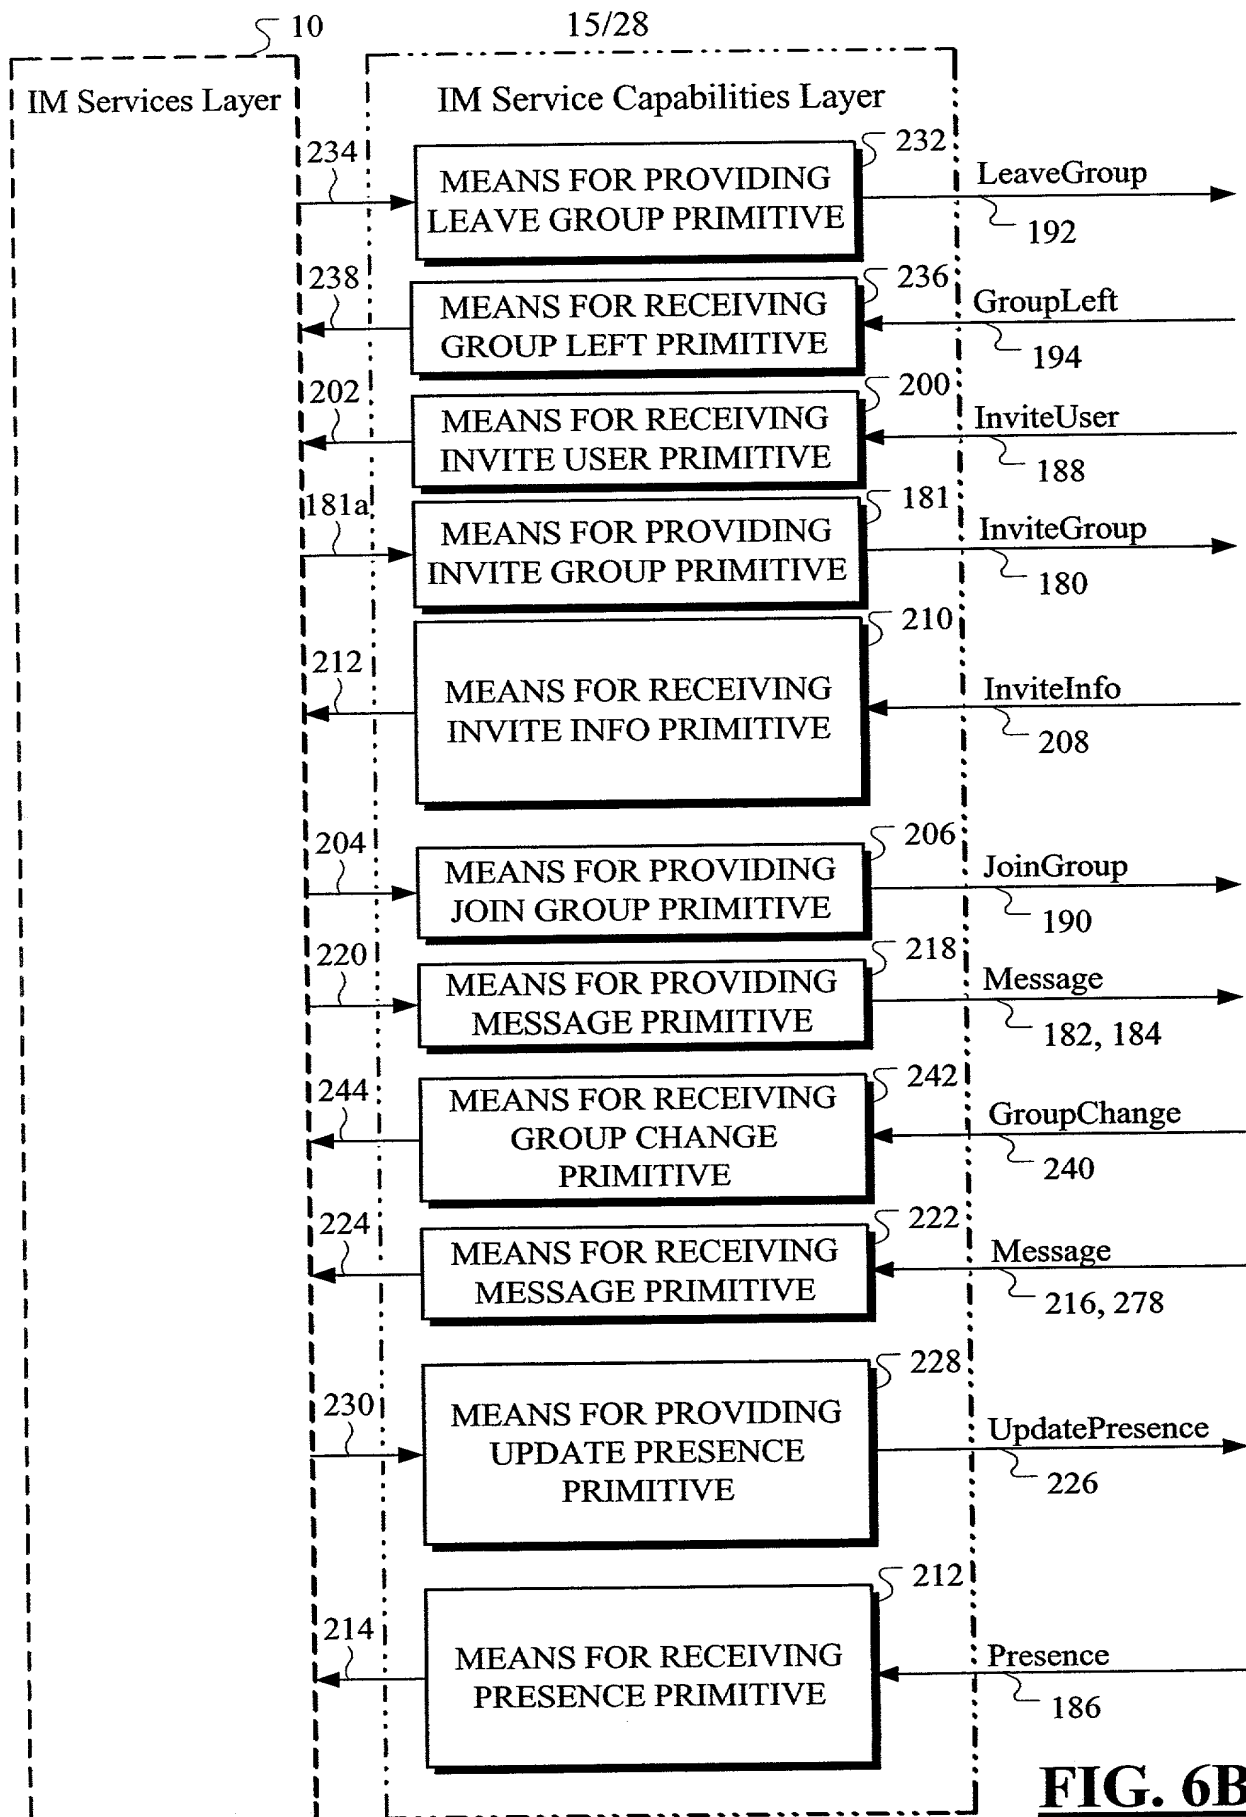 10
15/28
IM Services Layer
IM Service Capabilities Layer
234
MEANS FOR PROVIDING
LEAVE GROUP PRIMITIVE
232
LeaveGroup
192
238
MEANS FOR RECEIVING
GROUP LEFT PRIMITIVE
236
GroupLeft
194
202
MEANS FOR RECEIVING
INVITE USER PRIMITIVE
200
InviteUser
188
181a
MEANS FOR PROVIDING
INVITE GROUP PRIMITIVE
181
InviteGroup
180
212
MEANS FOR RECEIVING
INVITE INFO PRIMITIVE
210
InviteInfo
208
204
MEANS FOR PROVIDING
JOIN GROUP PRIMITIVE
206
JoinGroup
190
220
MEANS FOR PROVIDING
MESSAGE PRIMITIVE
218
Message
182, 184
244
MEANS FOR RECEIVING
GROUP CHANGE
PRIMITIVE
242
GroupChange
240
224
MEANS FOR RECEIVING
MESSAGE PRIMITIVE
222
Message
216, 278
230
MEANS FOR PROVIDING
UPDATE PRESENCE
PRIMITIVE
228
UpdatePresence
226
214
MEANS FOR RECEIVING
PRESENCE PRIMITIVE
212
Presence
186
FIG. 6B